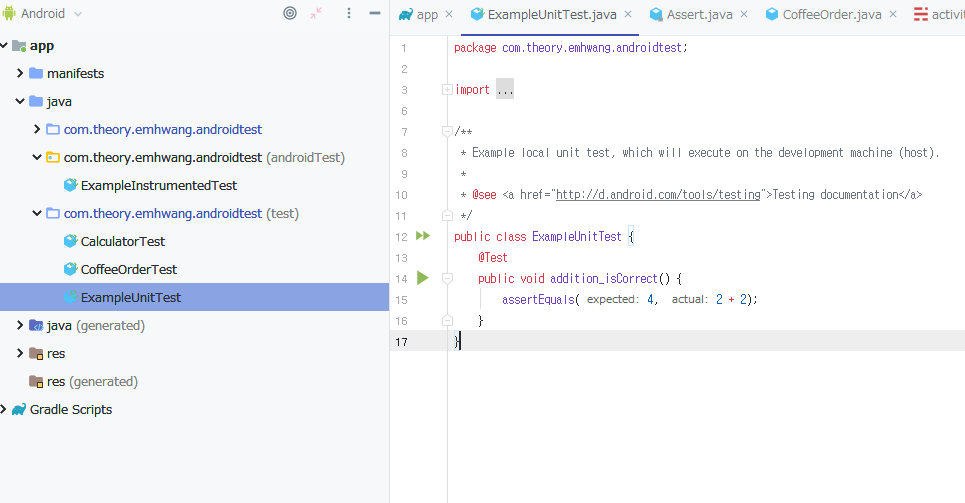 Android
app
manifests
java
com.theory.emhwang.androidtest
com.theory.emhwang.androidtest (androidTest)
ExampleInstrumentedTest
com.theory.emhwang.androidtest (test)
CalculatorTest
CoffeeOrderTest
ExampleUnitTest
java (generated)
res
res (generated)
Gradle Scripts
app × ExampleUnitTest.java × Assert.java × CoffeeOrder.java × activit
1 package com.theory.emhwang.androidtest;
2
3 import ...
6
7 /**
8 * Example local unit test, which will execute on the development machine (host).
9 *
10 * @see <a href="http://d.android.com/tools/testing">Testing documentation</a>
11 */
12 public class ExampleUnitTest {
13 @Test
14 public void addition_isCorrect() {
15 assertEquals( expected: 4, actual: 2 + 2);
16 }
17 }